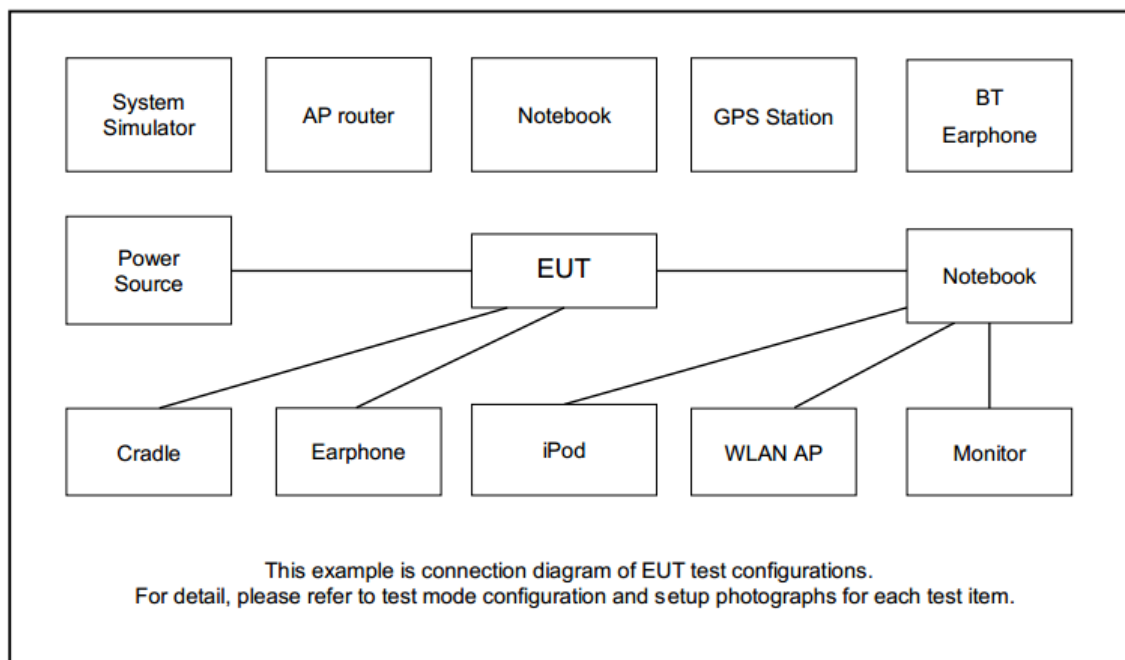 System
Simulator
AP router
Notebook
GPS Station
BT
Earphone
Power
Source
EUT
Notebook
Cradle
Earphone
iPod
WLAN AP
Monitor
This example is connection diagram of EUT test configurations.
For detail, please refer to test mode configuration and setup photographs for each test item.